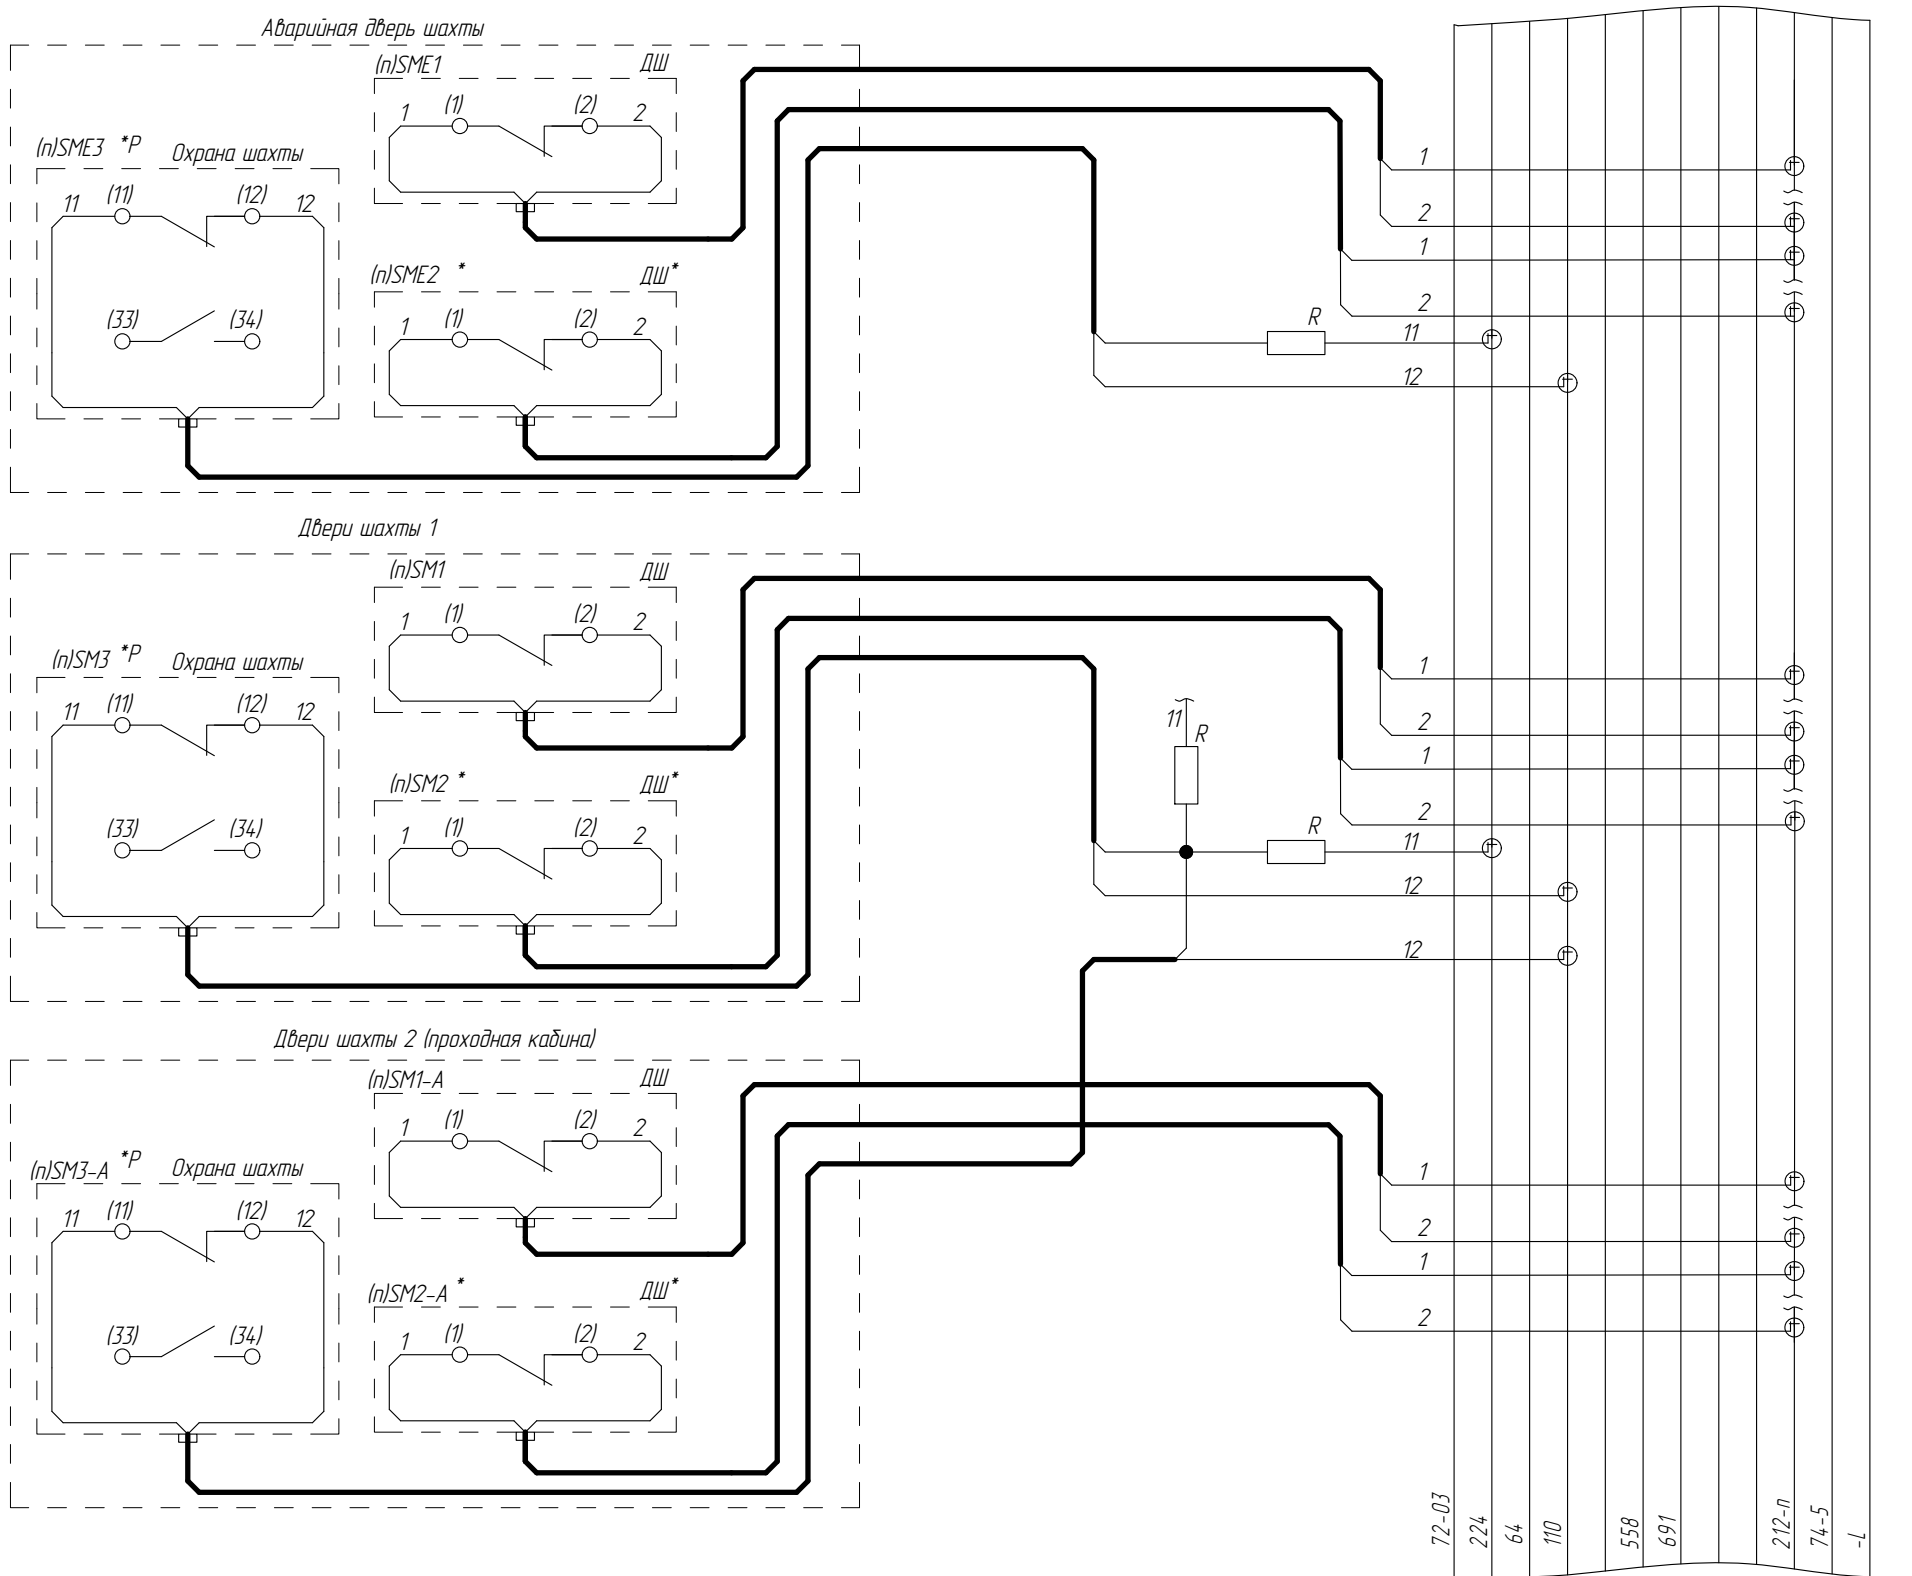 Аварийная дверь шахты
(n)SME1 ДШ
1 (1) (2) 2
(n)SME3 *P Охрана шахты
11 (11) (12) 12
(33) (34)
(n)SME2 * ДШ*
1 (1) (2) 2
1
2
1
2
R 11
12
Двери шахты 1
(n)SM1 ДШ
1 (1) (2) 2
(n)SM3 *P Охрана шахты
11 (11) (12) 12
(33) (34)
(n)SM2 * ДШ*
1 (1) (2) 2
1
2
1
2
11 R
R 11
12
12
Двери шахты 2 (проходная кабина)
(n)SM1-A ДШ
1 (1) (2) 2
(n)SM3-A *P Охрана шахты
11 (11) (12) 12
(33) (34)
(n)SM2-A * ДШ*
1 (1) (2) 2
1
2
1
2
72-03
224
64
110
558
691
212-n
74-5
-L